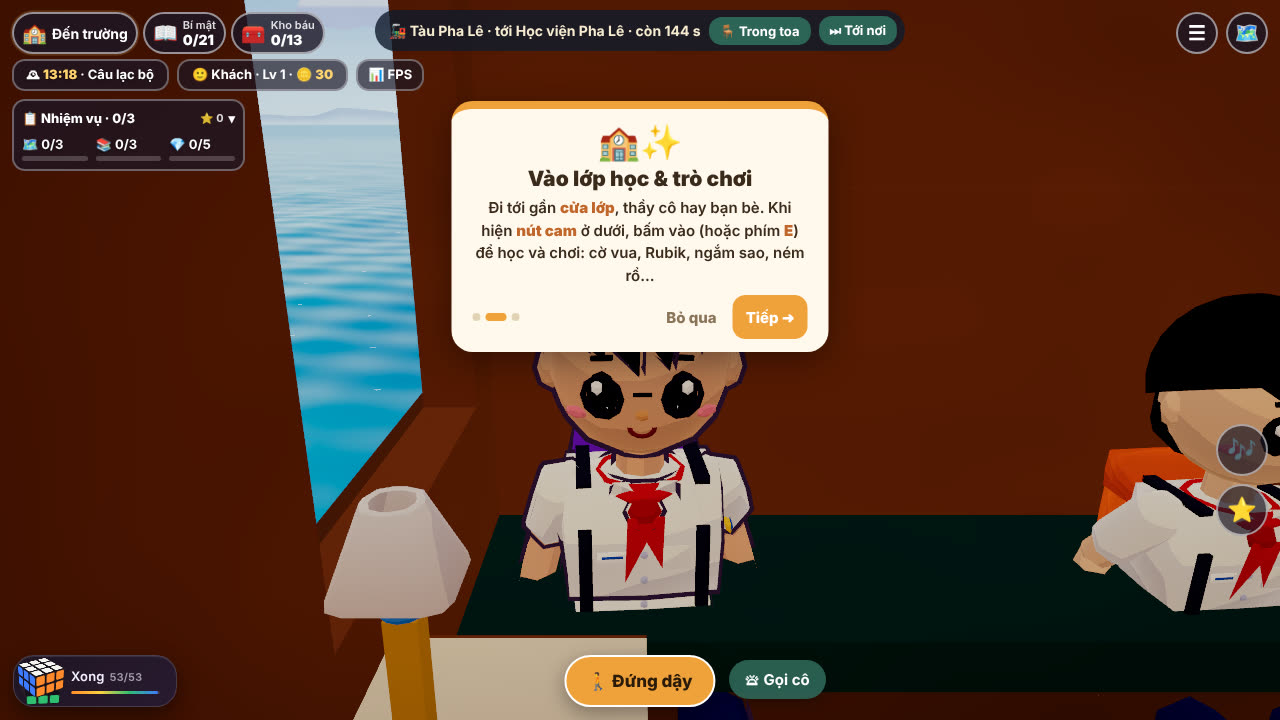 Đến trường
Bí mật
0/21
Kho báu
0/13
Tàu Pha Lê · tới Học viện Pha Lê · còn 144 s
Trong toa
Tới nơi
13:18 · Câu lạc bộ
Khách · Lv 1 · 30
FPS
Nhiệm vụ · 0/3
0 ▾
0/3
0/3
0/5
Vào lớp học & trò chơi
Đi tới gần cửa lớp, thầy cô hay bạn bè. Khi
hiện nút cam ở dưới, bấm vào (hoặc phím E)
để học và chơi: cờ vua, Rubik, ngắm sao, ném
rổ...
Bỏ qua
Tiếp ➜
Xong 53/53
Đứng dậy
Gọi cô